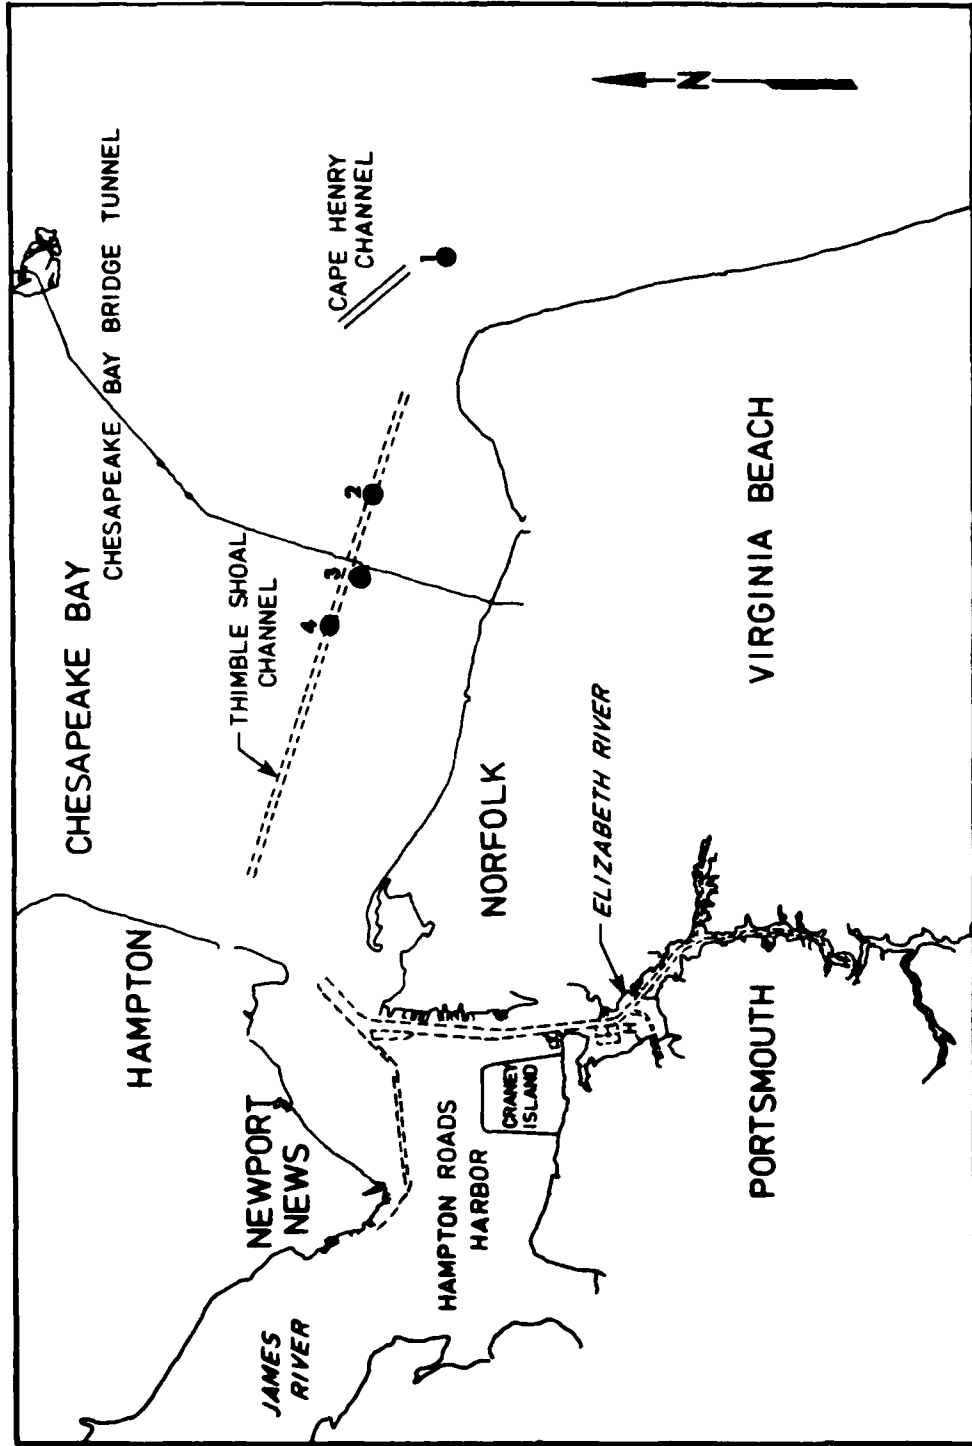 CHESAPEAKE BAY
CHESAPEAKE BAY BRIDGE TUNNEL
HAMPTON
THIMBLE SHOAL
CHANNEL
CAPE HENRY
CHANNEL
N
1
2
3
4
NEWPORT
NEWS
JAMES
RIVER
HAMPTON ROADS
HARBOR
CRANEY
ISLAND
NORFOLK
ELIZABETH RIVER
VIRGINIA BEACH
PORTSMOUTH